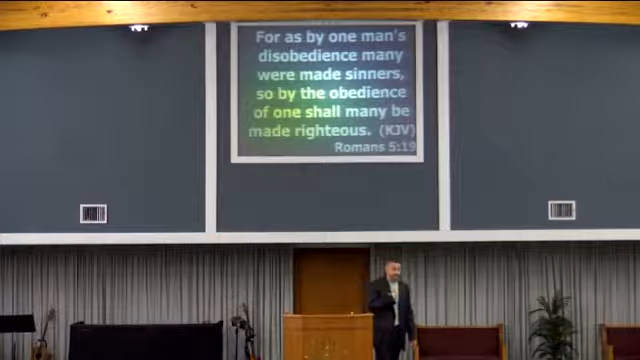 For as by one man's
disobedience many
were made sinners,
so by the obedience
of one shall many be
made righteous. (KJV)
Romans 5:19